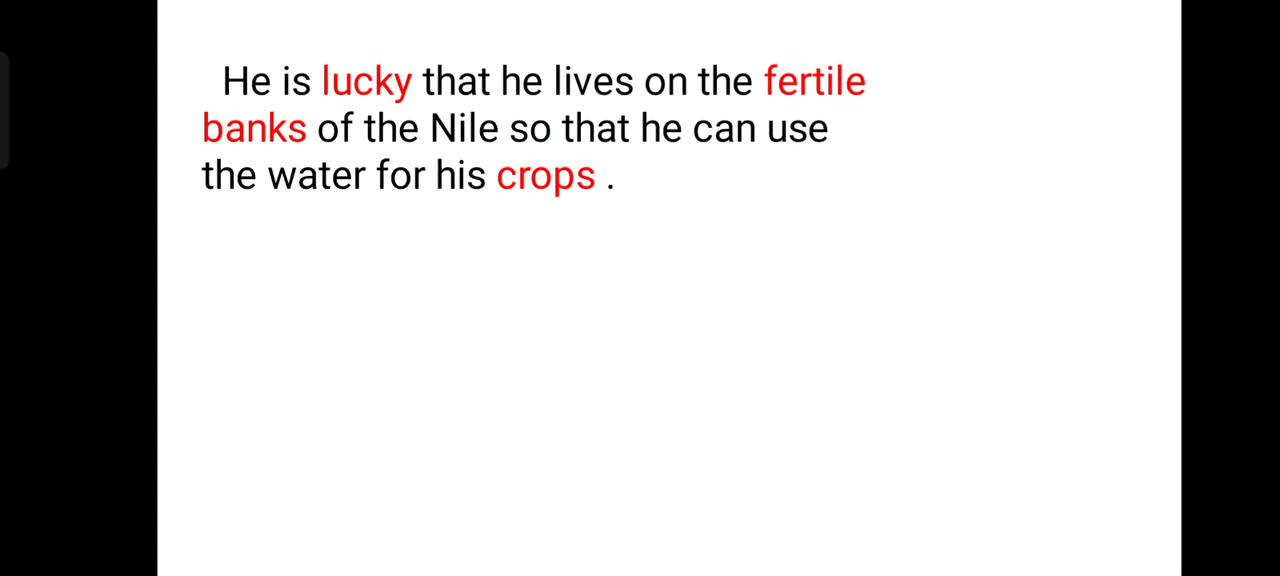 He is lucky that he lives on the fertile
banks of the Nile so that he can use
the water for his crops .